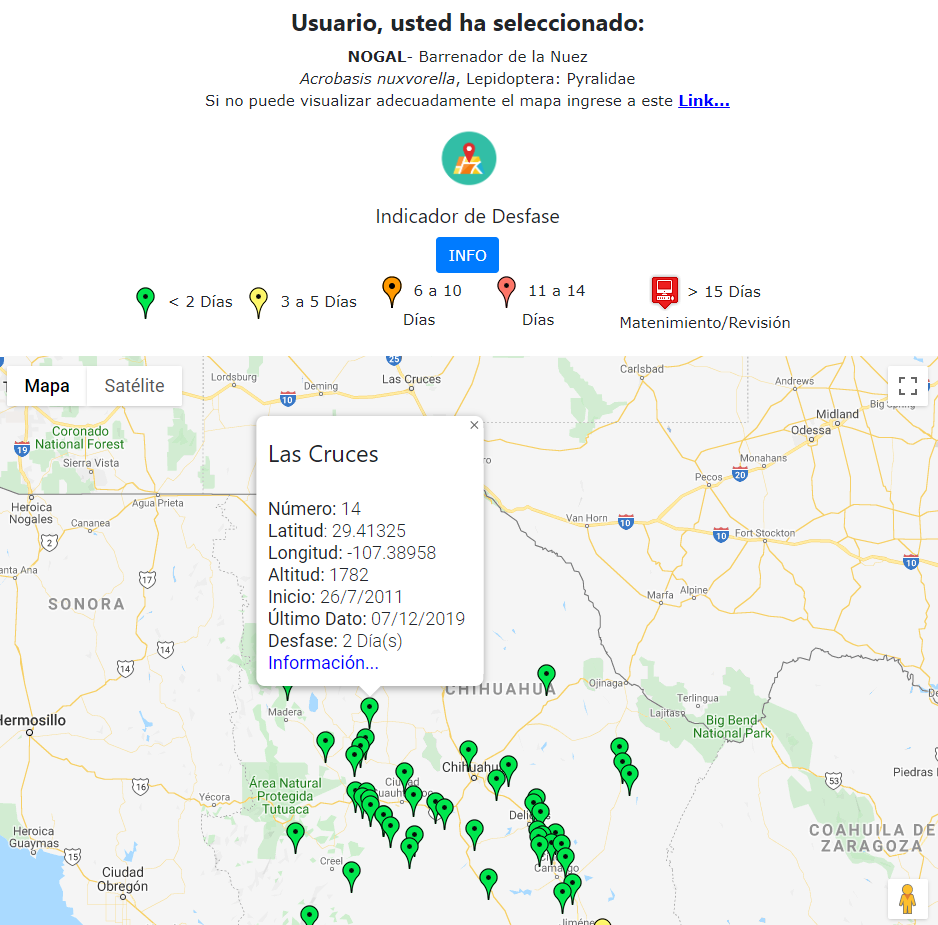 Usuario, usted ha seleccionado:
NOGAL- Barrenador de la Nuez
Acrobasis nuxvorella, Lepidoptera: Pyralidae
Si no puede visualizar adecuadamente el mapa ingrese a este Link...
Indicador de Desfase
INFO
< 2 Días
3 a 5 Días
6 a 10
Días
11 a 14
Días
> 15 Días
Matenimiento/Revisión
Mapa
Satélite
Lordsburg
10
Deming
25
Las Cruces
Carlsbad
Andrews
Big Spring
Midland
Odessa
Monahans
20
Pecos
Coronado
National Forest
19
Sierra Vista
Heroica
Nogales
Agua Prieta
Cananea
2
Van Horn
10
10
Fort Stockton
10
Marfa
Alpine
17
SONORA
14
14
×
Las Cruces
Número: 14
Latitud: 29.41325
Longitud: -107.38958
Altitud: 1782
Inicio: 26/7/2011
Último Dato: 07/12/2019
Desfase: 2 Día(s)
Información...
CHIHUAHUA
Ojinaga
Terlingua
Lajitas
Big Bend
National Park
Madera
Hermosillo
16
Yécora
Área Natural
Protegida
Tutuaca
Chihuahua
Ciudad
Piedras
53
COAHUILA DE
ZARAGOZA
Heroica
Guaymas
15
Ciudad
Obregón
Creel
Camargo
Jiménez